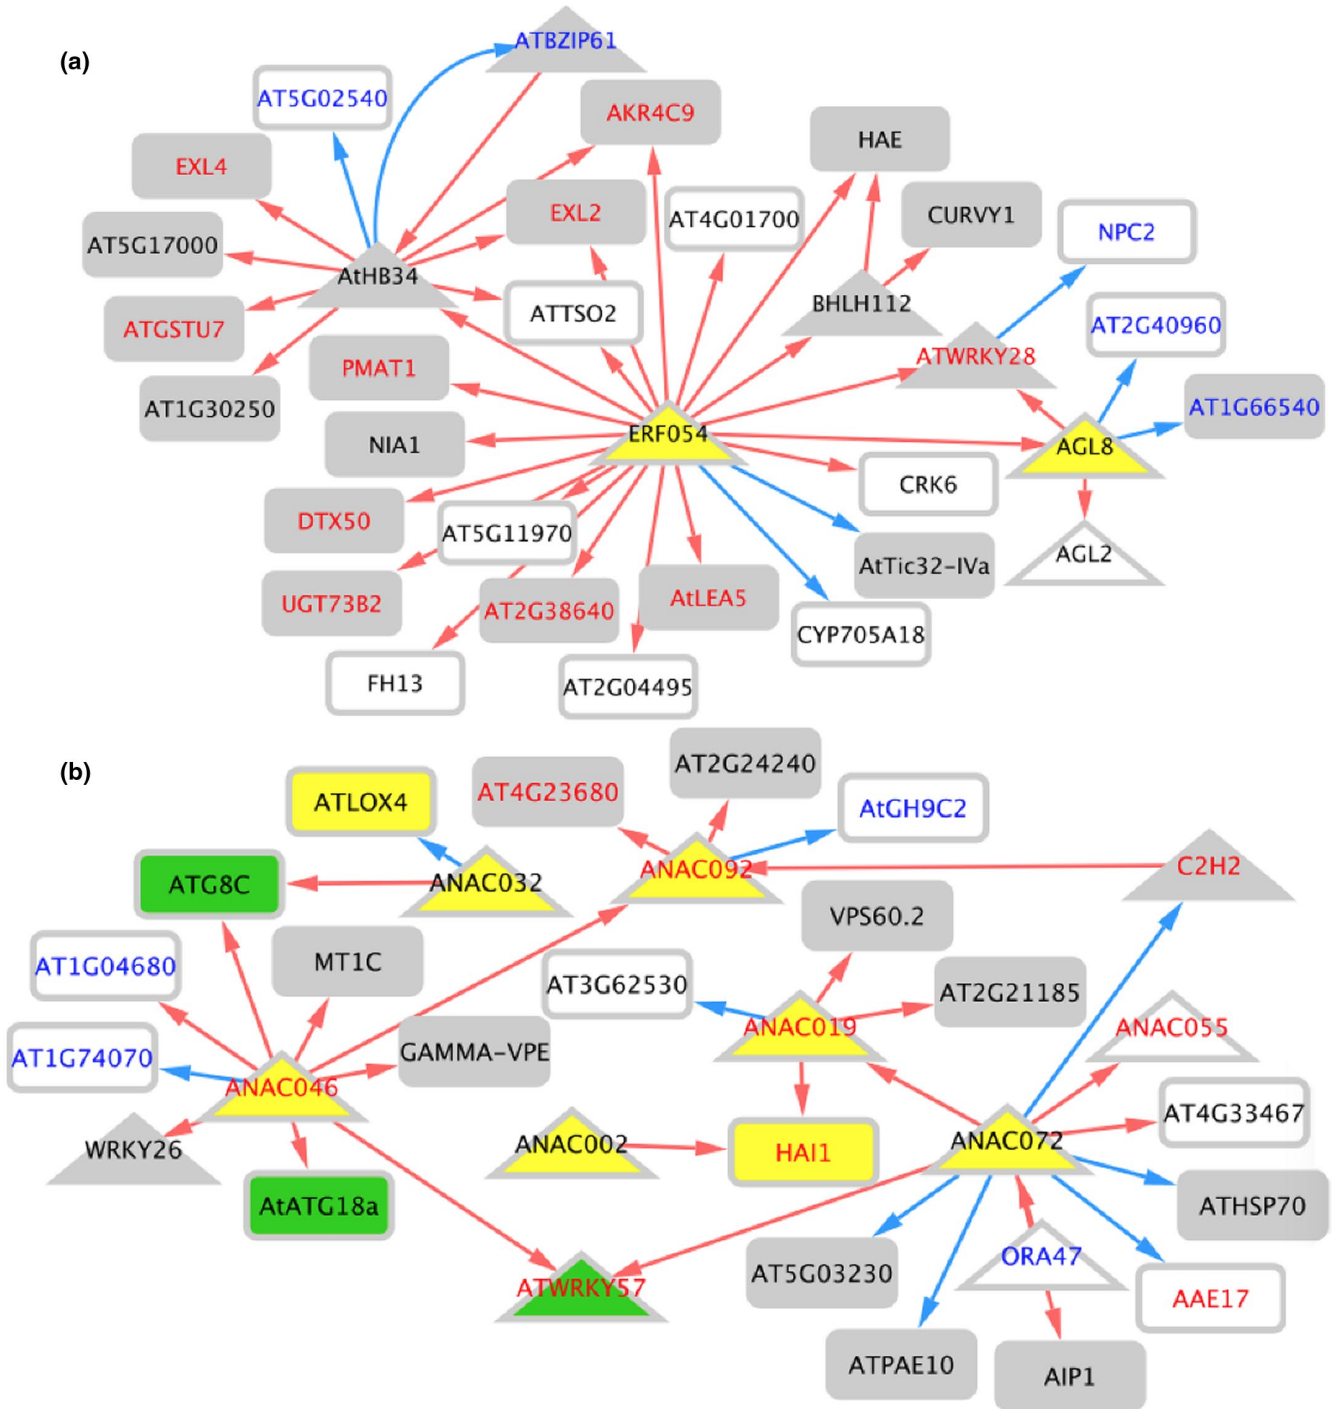 (a)
ATBZIP61
AT5G02540
AKR4C9
HAE
EXL4
EXL2
AT4G01700
CURVY1
NPC2
AT5G17000
AtHB34
ATTSO2
BHLH112
ATGSTU7
ATWRKY28
AT2G40960
PMAT1
AT1G30250
AT1G66540
NIA1
ERF054
AGL8
CRK6
DTX50
AT5G11970
AGL2
AtTic32-IVa
UGT73B2
AT2G38640
AtLEA5
CYP705A18
FH13
AT2G04495
(b)
AT2G24240
ATLOX4
AT4G23680
AtGH9C2
ATG8C
ANAC032
ANAC092
C2H2
VPS60.2
AT1G04680
MT1C
AT3G62530
AT2G21185
ANAC019
ANAC055
AT1G74070
GAMMA-VPE
ANAC046
AT4G33467
WRKY26
ANAC002
HAI1
ANAC072
AtATG18a
ATHSP70
AT5G03230
ORA47
ATWRKY57
AAE17
ATPAE10
AIP1